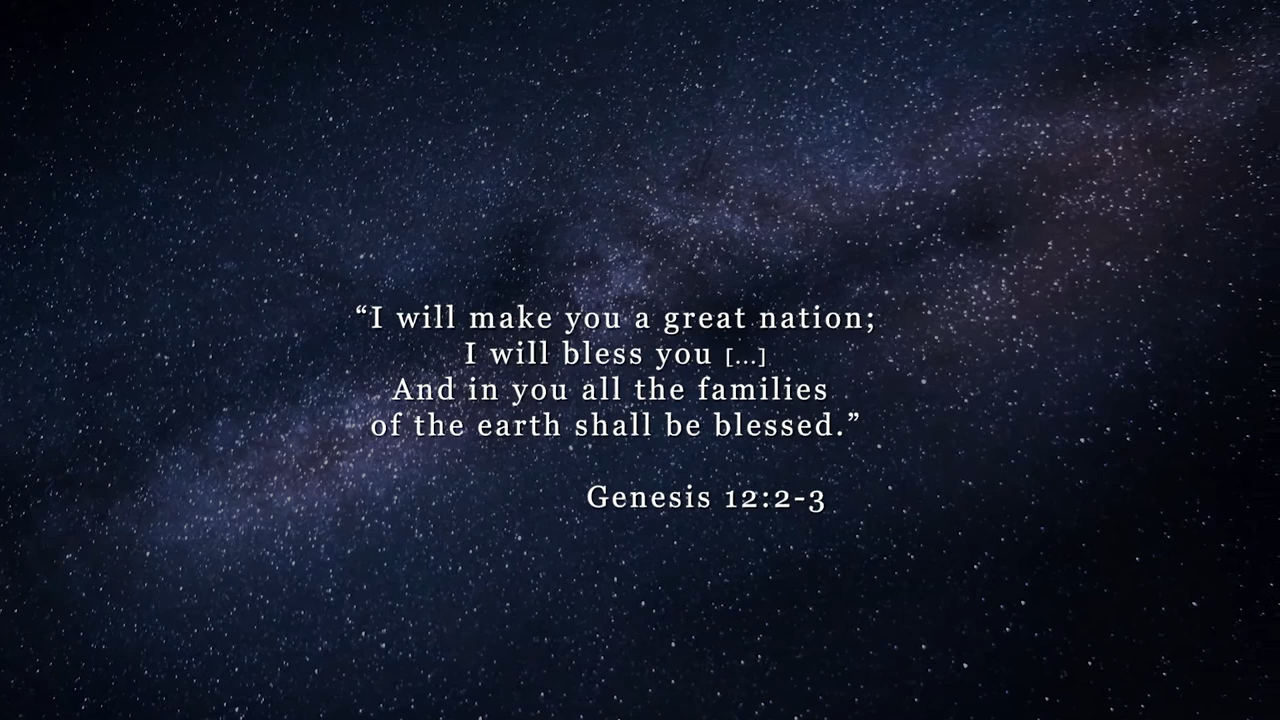 “I will make you a great nation;
I will bless you [...]
And in you all the families
of the earth shall be blessed.”
Genesis 12:2-3